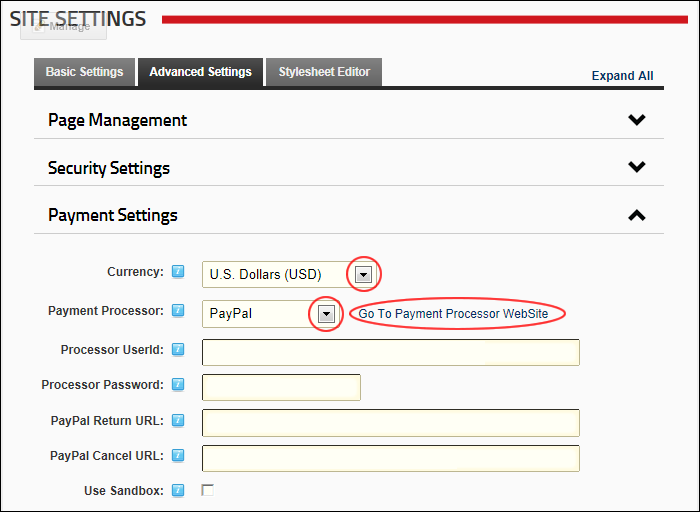 SITE SETTINGS
Manage
Basic Settings Advanced Settings Stylesheet Editor Expand All
Page Management
Security Settings
Payment Settings
Currency: U.S. Dollars (USD)
Payment Processor: PayPal Go To Payment Processor WebSite
Processor UserId:
Processor Password:
PayPal Return URL:
PayPal Cancel URL:
Use Sandbox: